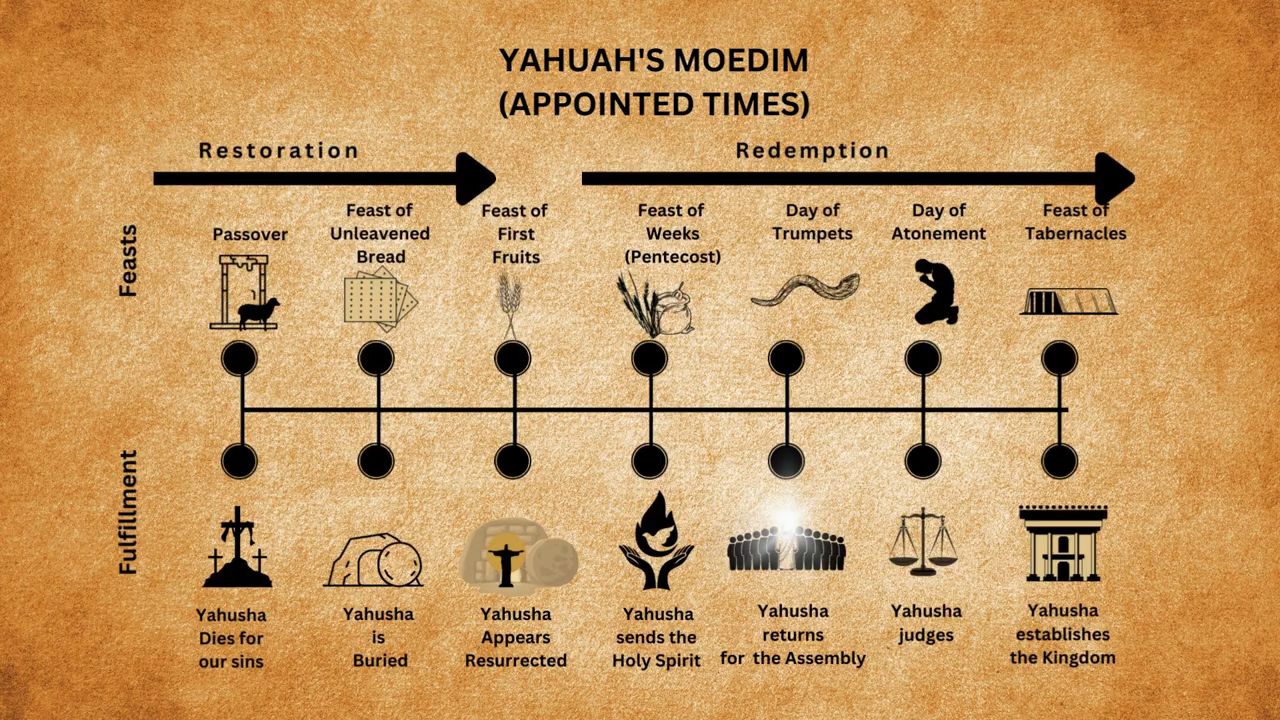 YAHUAH'S MOEDIM
(APPOINTED TIMES)
Restoration
Redemption
Feasts
Passover
Feast of
Unleavened
Bread
Feast of
First
Fruits
Feast of
Weeks
(Pentecost)
Day of
Trumpets
Day of
Atonement
Feast of
Tabernacles
Fulfillment
Yahusha
Dies for
our sins
Yahusha
is
Buried
Yahusha
Appears
Resurrected
Yahusha
sends the
Holy Spirit
Yahusha
returns
for the Assembly
Yahusha
judges
Yahusha
establishes
the Kingdom